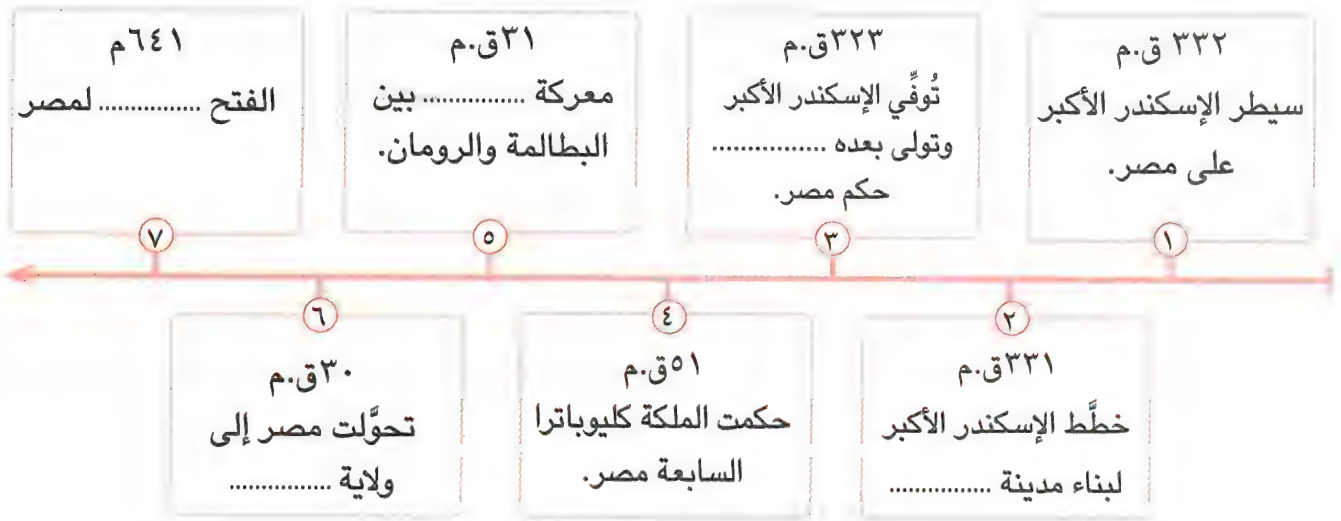 ٣٣٢ ق.م
سيطر الإسكندر الأكبر
على مصر.
١
٣٣١ق.م
خطَّط الإسكندر الأكبر
لبناء مدينة ................
٢
٣٢٣ق.م
تُوفِّي الإسكندر الأكبر
وتولى بعده ................
حكم مصر.
٣
٥١ق.م
حكمت الملكة كليوباترا
السابعة مصر.
٤
٣١ق.م
معركة ................ بين
البطالمة والرومان.
٥
٣٠ق.م
تحوَّلت مصر إلى
ولاية ................
٦
٦٤١م
الفتح ................ لمصر
٧